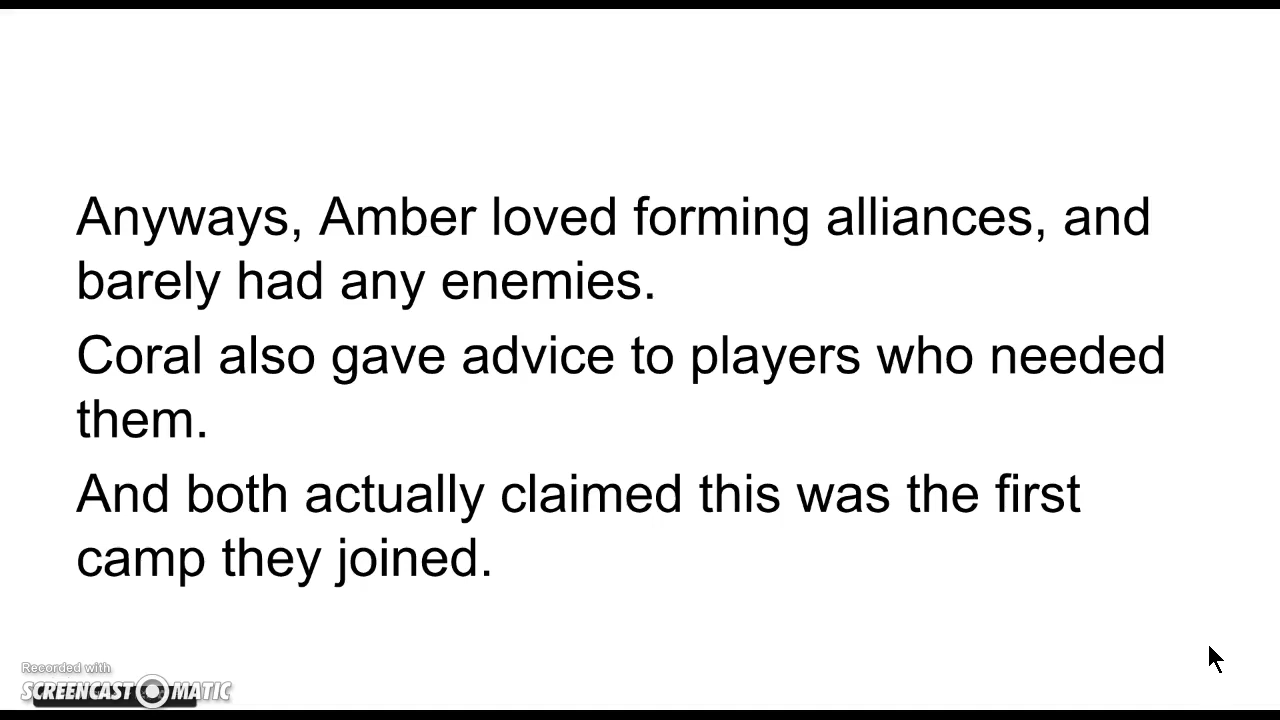 Anyways, Amber loved forming alliances, and
barely had any enemies.
Coral also gave advice to players who needed
them.
And both actually claimed this was the first
camp they joined.
Recorded with
SCREENCAST MATIC